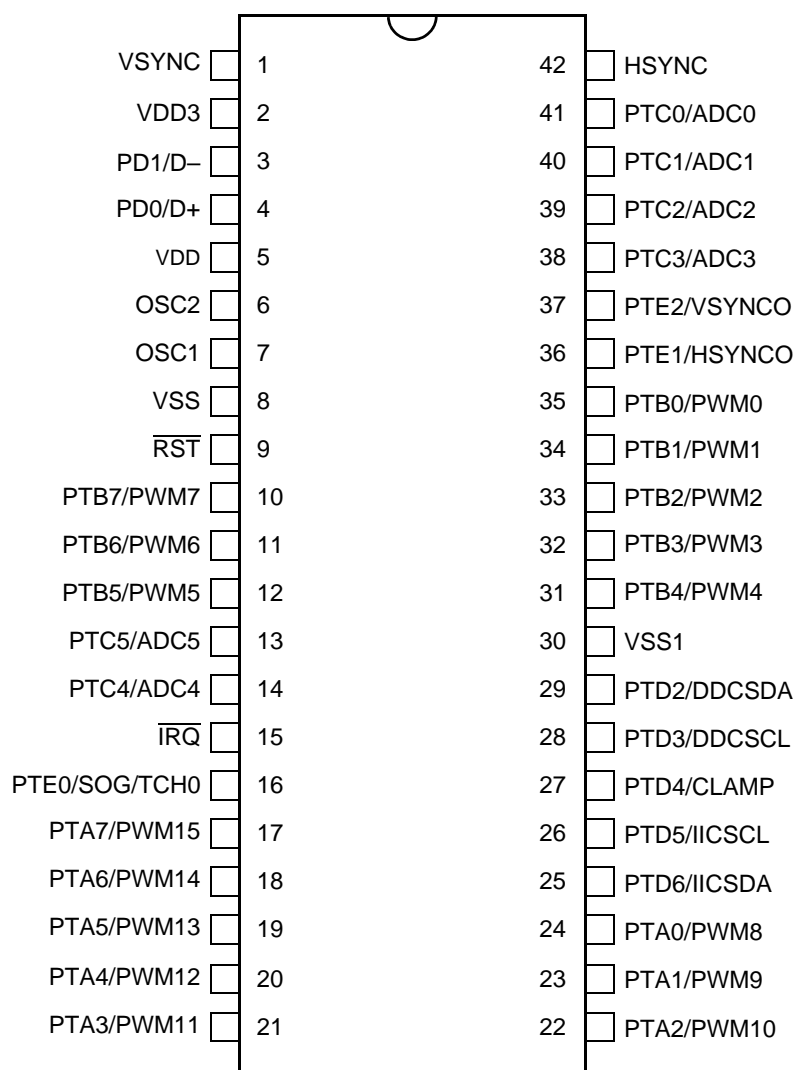 VSYNC 1 42 HSYNC
VDD3 2 41 PTC0/ADC0
PD1/D– 3 40 PTC1/ADC1
PD0/D+ 4 39 PTC2/ADC2
VDD 5 38 PTC3/ADC3
OSC2 6 37 PTE2/VSYNCO
OSC1 7 36 PTE1/HSYNCO
VSS 8 35 PTB0/PWM0
R̅S̅T̅ 9 34 PTB1/PWM1
PTB7/PWM7 10 33 PTB2/PWM2
PTB6/PWM6 11 32 PTB3/PWM3
PTB5/PWM5 12 31 PTB4/PWM4
PTC5/ADC5 13 30 VSS1
PTC4/ADC4 14 29 PTD2/DDCSDA
I̅R̅Q̅ 15 28 PTD3/DDCSCL
PTE0/SOG/TCH0 16 27 PTD4/CLAMP
PTA7/PWM15 17 26 PTD5/IICSCL
PTA6/PWM14 18 25 PTD6/IICSDA
PTA5/PWM13 19 24 PTA0/PWM8
PTA4/PWM12 20 23 PTA1/PWM9
PTA3/PWM11 21 22 PTA2/PWM10